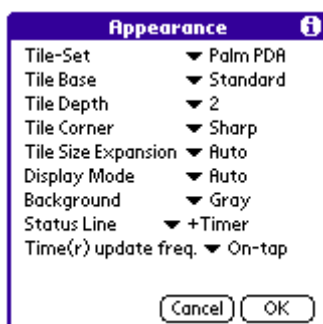 Appearance i
Tile-Set Palm PDA
Tile Base Standard
Tile Depth 2
Tile Corner Sharp
Tile Size Expansion Auto
Display Mode Auto
Background Gray
Status Line +Timer
Time(r) update freq. On-tap
Cancel OK